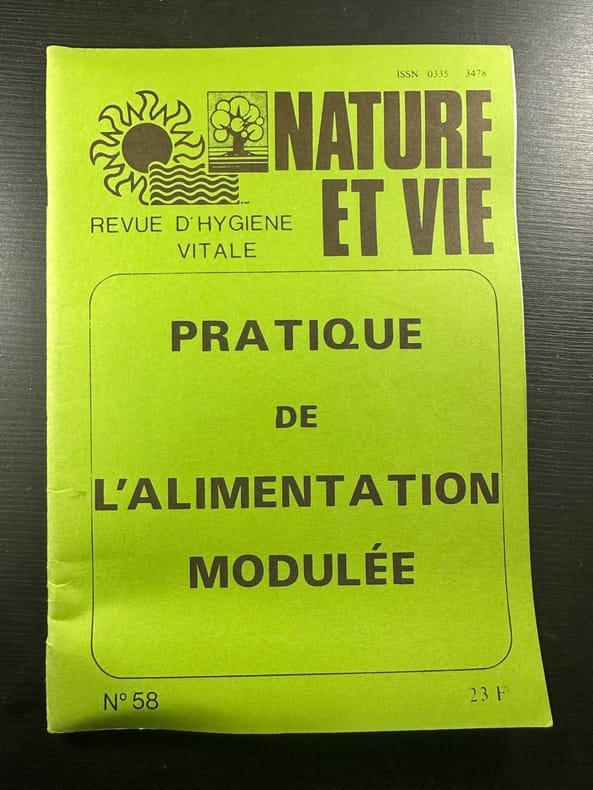 ISSN 0335 3478
NATURE
ET VIE
REVUE D'HYGIENE
VITALE
PRATIQUE
DE
L'ALIMENTATION
MODULÉE
N° 58
23 F